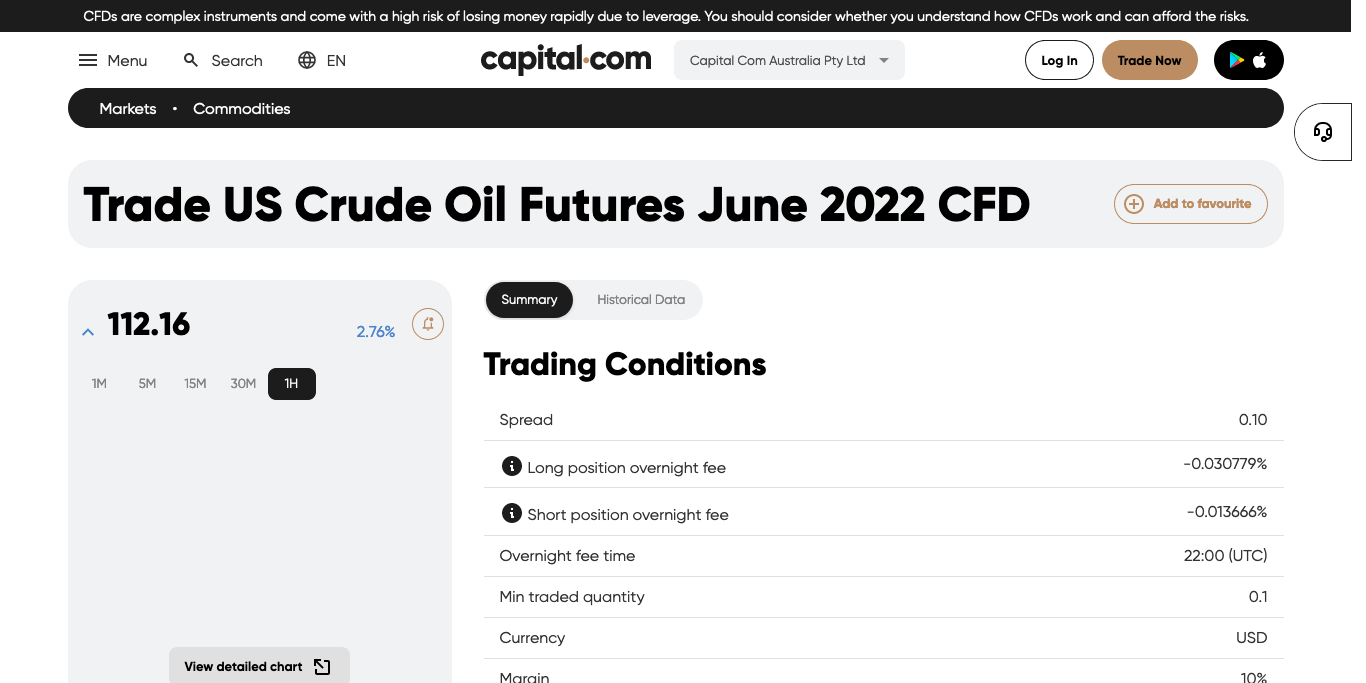 CFDs are complex instruments and come with a high risk of losing money rapidly due to leverage. You should consider whether you understand how CFDs work and can afford the risks.
Menu Search EN capital.com Capital Com Australia Pty Ltd Log In Trade Now
Markets • Commodities
Trade US Crude Oil Futures June 2022 CFD Add to favourite
112.16 2.76%
1M 5M 15M 30M 1H
View detailed chart
Summary Historical Data
Trading Conditions
Spread 0.10
Long position overnight fee -0.030779%
Short position overnight fee -0.013666%
Overnight fee time 22:00 (UTC)
Min traded quantity 0.1
Currency USD
Margin 10%